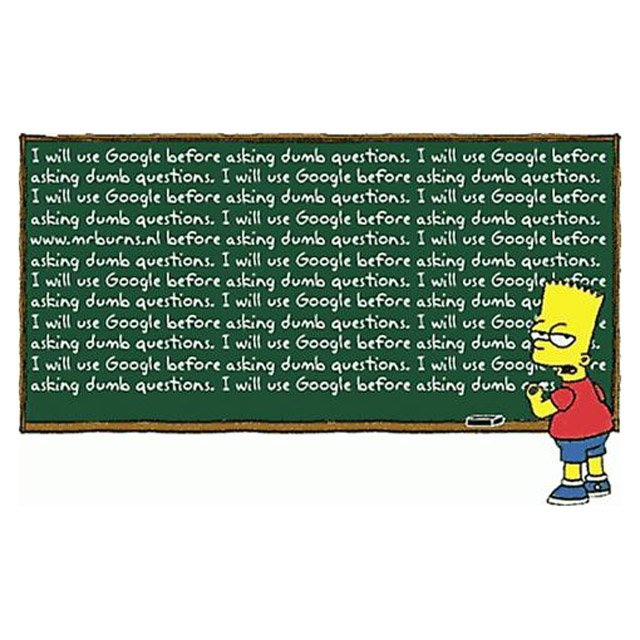 I will use Google before asking dumb questions. I will use Google before
asking dumb questions. I will use Google before asking dumb questions.
I will use Google before asking dumb questions. I will use Google before
asking dumb questions. I will use Google before asking dumb questions.
www.mrburns.nl before asking dumb questions. I will use Google before
asking dumb questions. I will use Google before asking dumb questions.
I will use Google before asking dumb questions. I will use Google before
asking dumb questions. I will use Google before asking dumb qu
I will use Google before asking dumb questions. I will use Goog e
asking dumb questions. I will use Google before asking dumb q s.
I will use Google before asking dumb questions. I will use Goog re
asking dumb questions. I will use Google before asking dumb ques